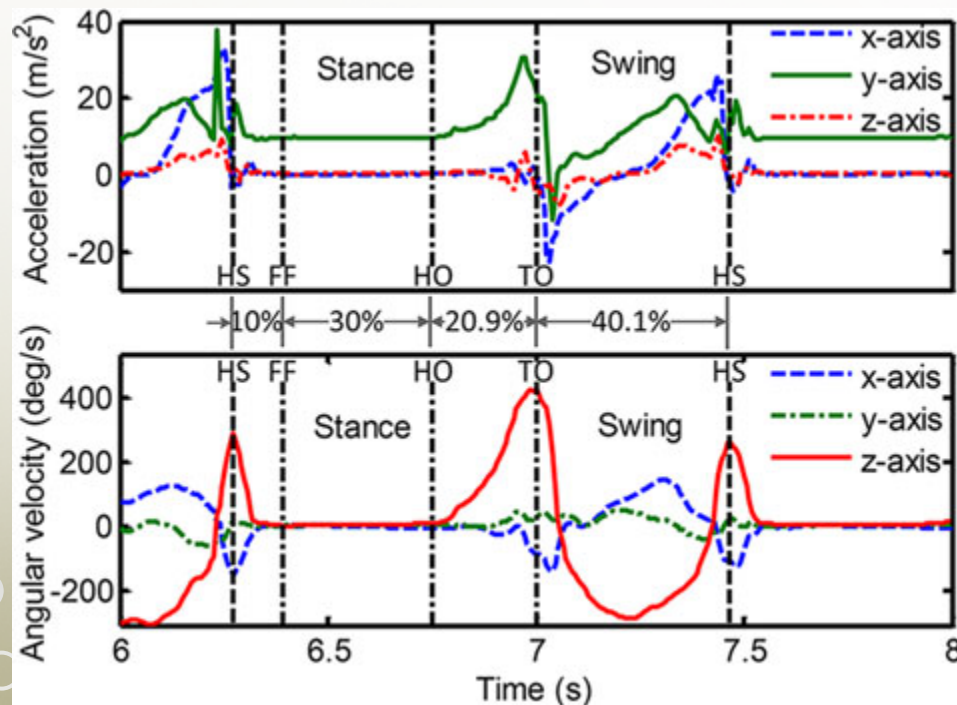 Acceleration (m/s²)
40
20
0
-20
Stance
Swing
x-axis
y-axis
z-axis
HS FF HO TO HS
10% 30% 20.9% 40.1%
HS FF HO TO HS
Angular velocity (deg/s)
400
200
0
-200
Stance
Swing
x-axis
y-axis
z-axis
6 6.5 7 7.5 8
Time (s)